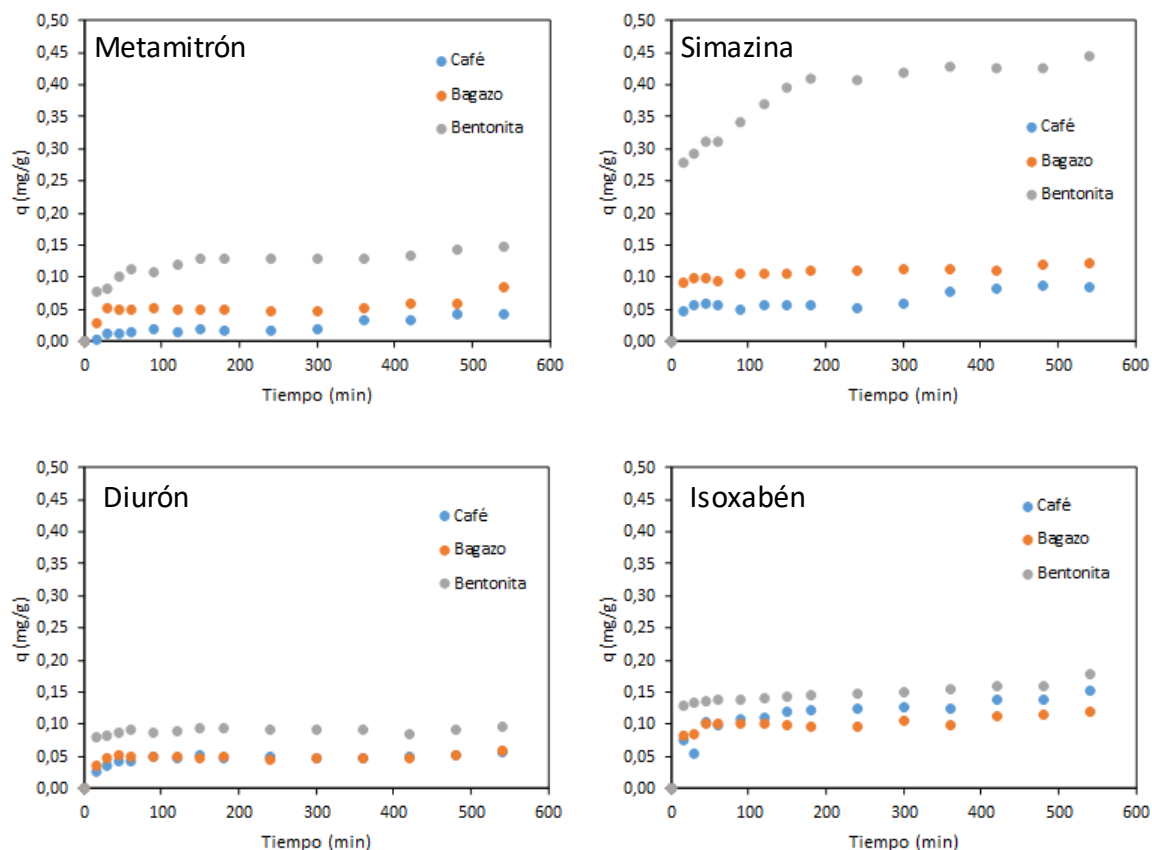 Metamitrón
q (mg/g)
0,50
0,45
0,40
0,35
0,30
0,25
0,20
0,15
0,10
0,05
0,00
Café
Bagazo
Bentonita
0 100 200 300 400 500 600
Tiempo (min)
Simazina
q (mg/g)
0,50
0,45
0,40
0,35
0,30
0,25
0,20
0,15
0,10
0,05
0,00
Café
Bagazo
Bentonita
0 100 200 300 400 500 600
Tiempo (min)
Diurón
q (mg/g)
0,50
0,45
0,40
0,35
0,30
0,25
0,20
0,15
0,10
0,05
0,00
Café
Bagazo
Bentonita
0 100 200 300 400 500 600
Tiempo (min)
Isoxabén
q (mg/g)
0,50
0,45
0,40
0,35
0,30
0,25
0,20
0,15
0,10
0,05
0,00
Café
Bagazo
Bentonita
0 100 200 300 400 500 600
Tiempo (min)